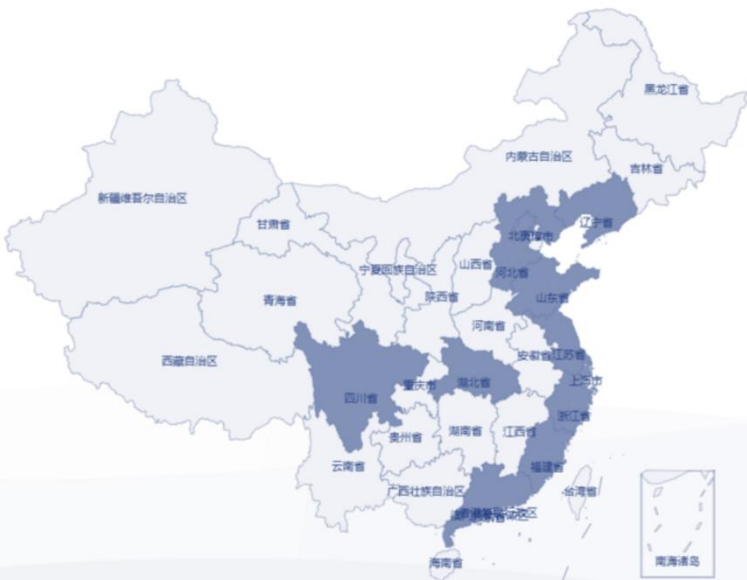 黑龙江省
内蒙古自治区
吉林省
新疆维吾尔自治区
辽宁省
甘肃省
北京
天津市
山西省
宁夏回族自治区
河北省
陕西省
山东省
青海省
河南省
西藏自治区
安徽省
江苏省
上海市
重庆市
湖北省
四川省
浙江省
贵州省
湖南省
江西省
云南省
福建省
广西壮族自治区
台湾省
海南省
南海诸岛